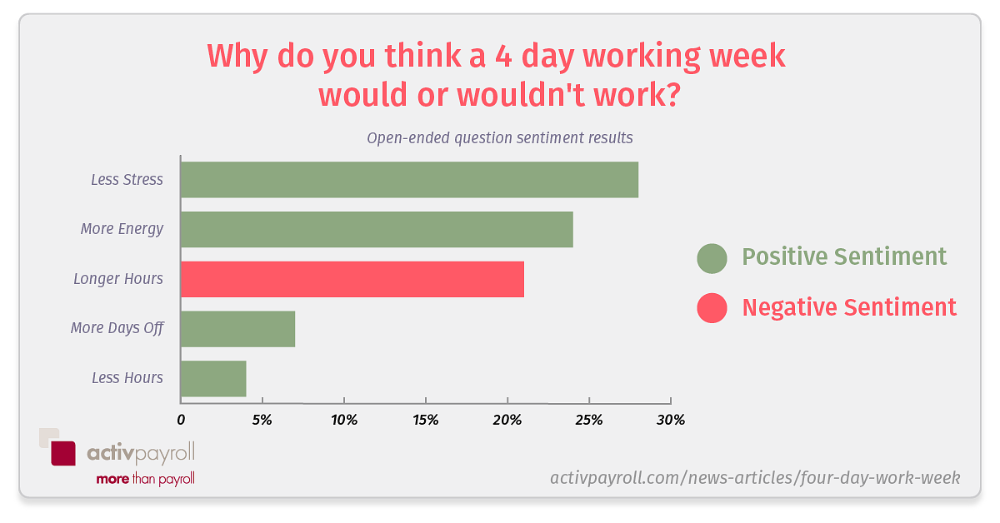 Why do you think a 4 day working week
would or wouldn't work?
Open-ended question sentiment results
Less Stress
More Energy
Longer Hours
More Days Off
Less Hours
0 5% 10% 15% 20% 25% 30%
Positive Sentiment
Negative Sentiment
activpayroll
more than payroll
activpayroll.com/news-articles/four-day-work-week